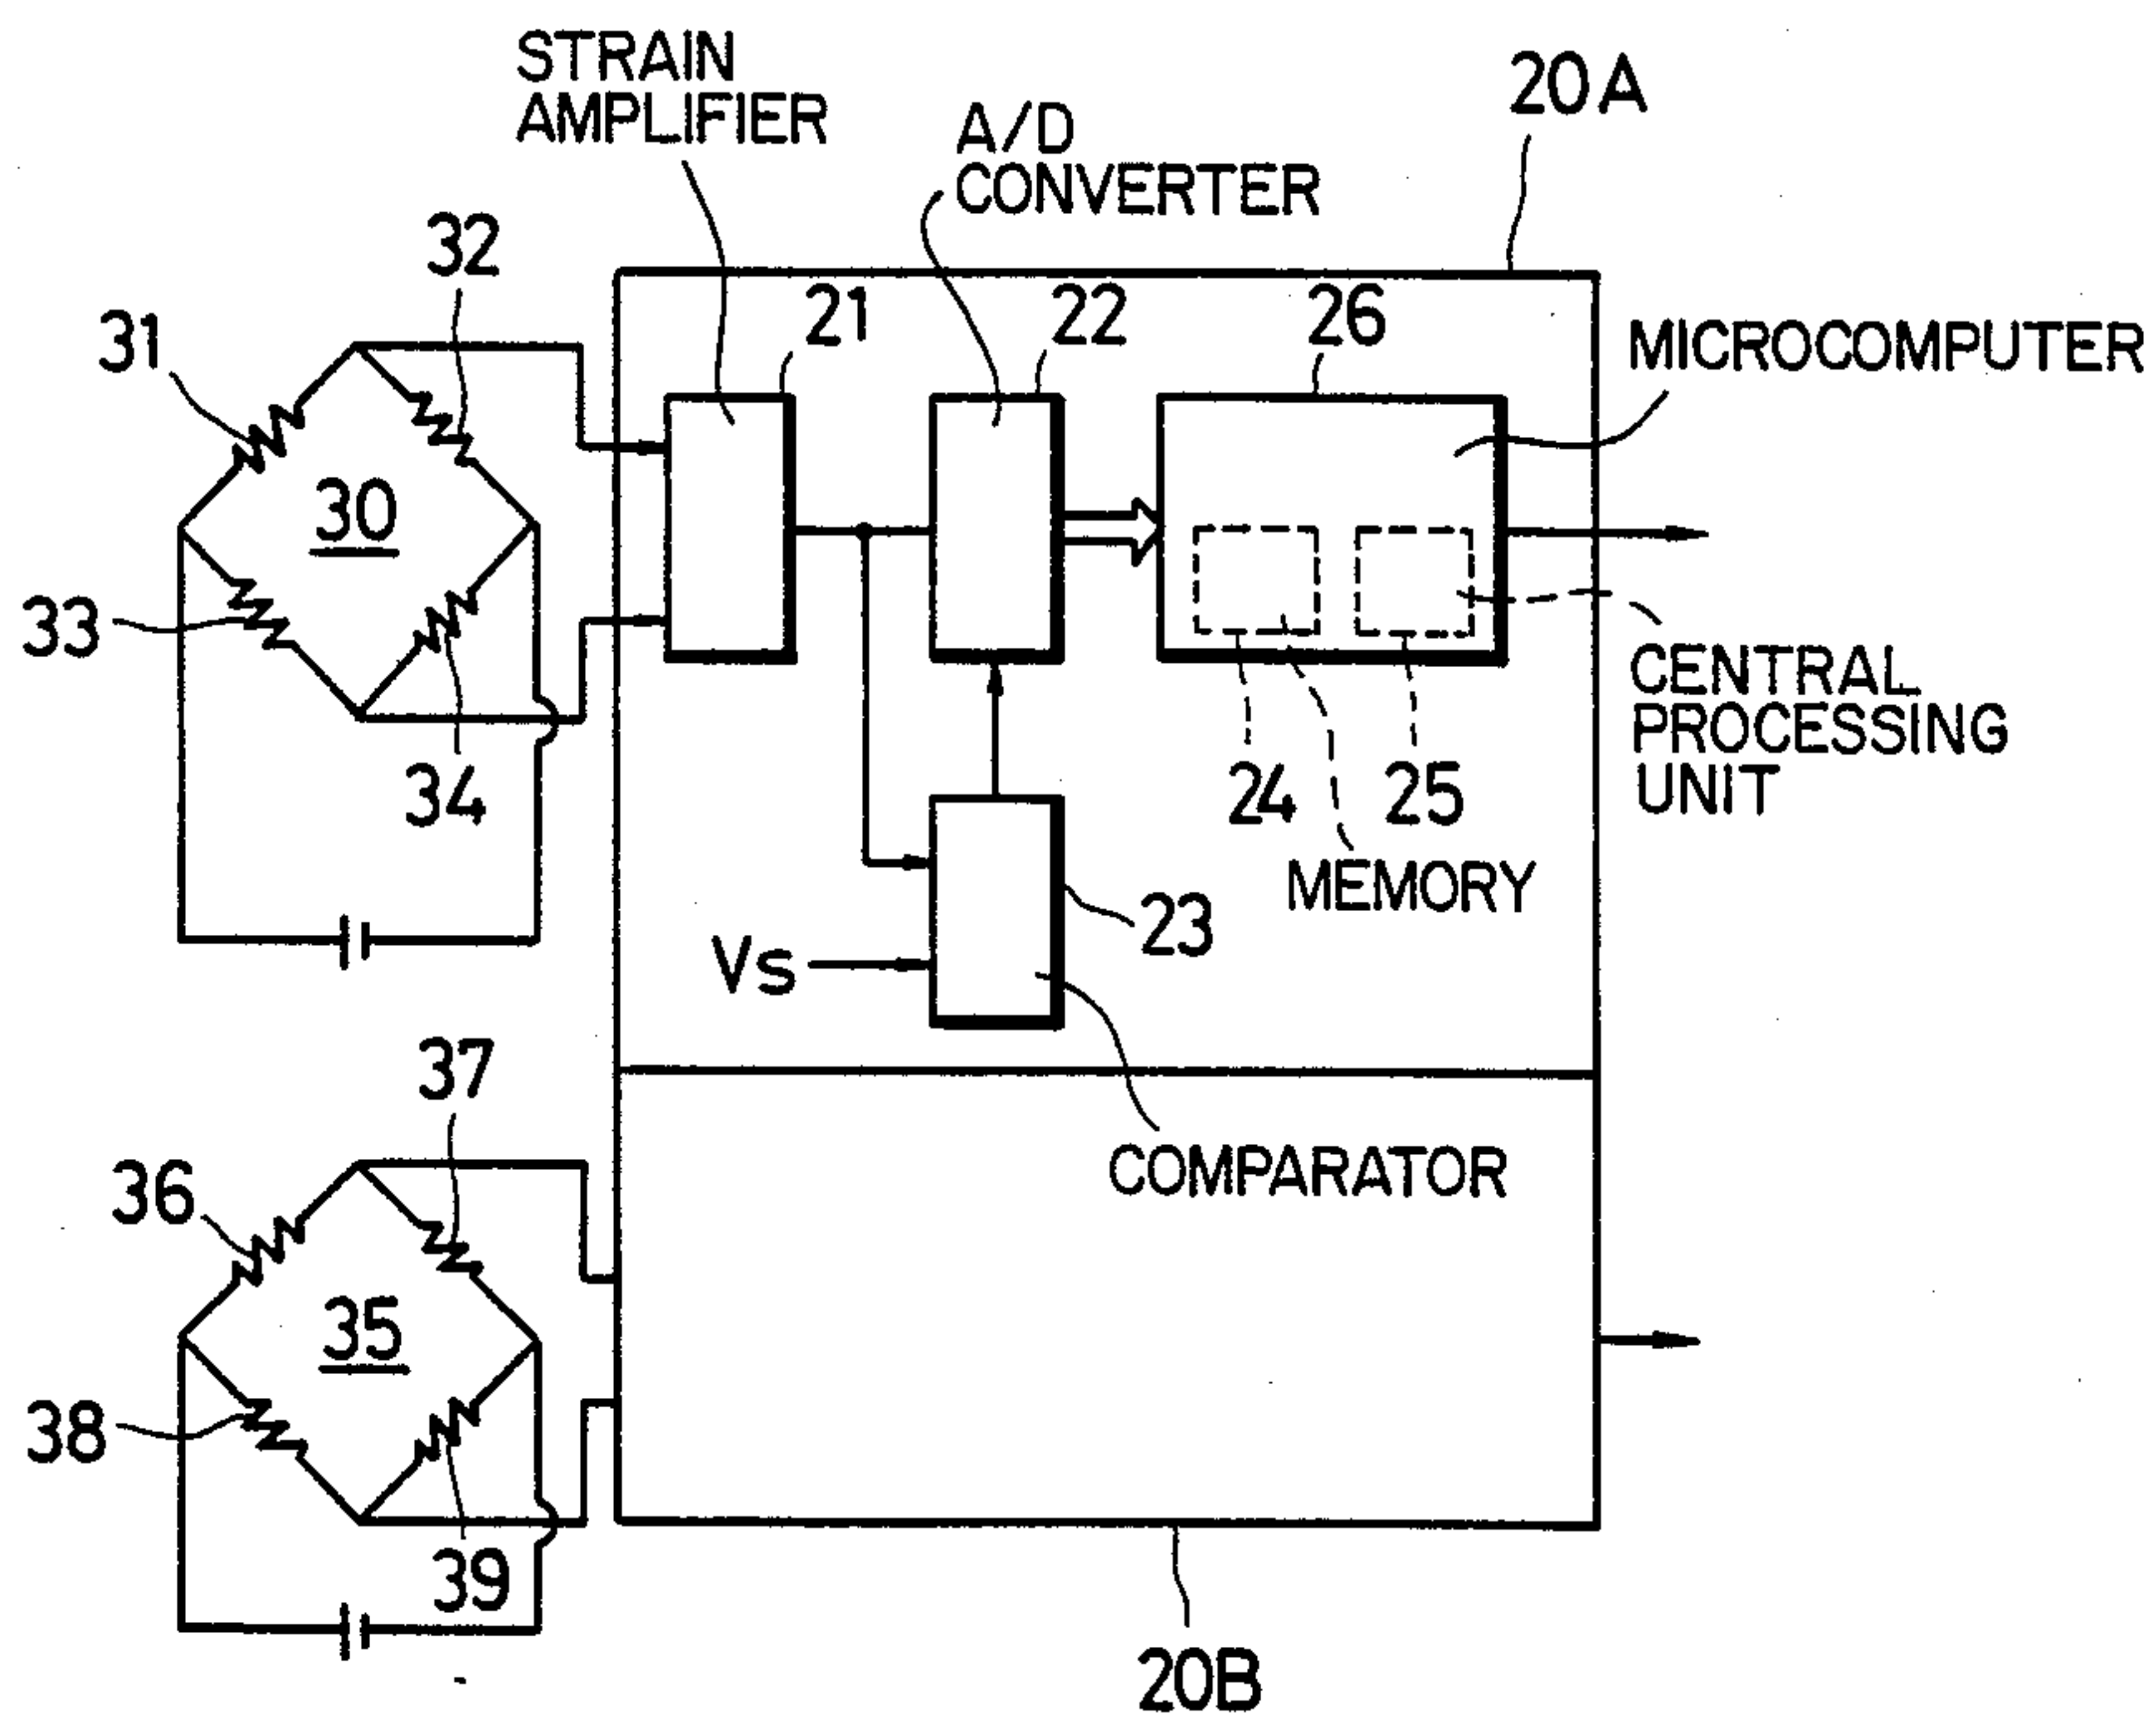 STRAIN
AMPLIFIER
A/D
CONVERTER
20A
32
31
21
22
26
MICROCOMPUTER
30
33
34
24
25
CENTRAL
PROCESSING
UNIT
MEMORY
23
Vs
37
COMPARATOR
36
35
38
39
20B